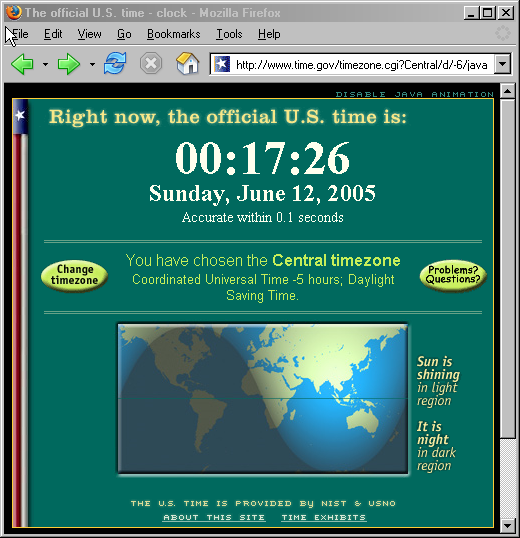 The official U.S. time - clock - Mozilla Firefox
File Edit View Go Bookmarks Tools Help
http://www.time.gov/timezone.cgi?Central/d/-6/java
DISABLE JAVA ANIMATION
Right now, the official U.S. time is:
00:17:26
Sunday, June 12, 2005
Accurate within 0.1 seconds
Change
timezone
You have chosen the Central timezone
Coordinated Universal Time -5 hours; Daylight
Saving Time.
Problems?
Questions?
Sun is
shining
in light
region
It is
night
in dark
region
THE U.S. TIME IS PROVIDED BY NIST & USNO
ABOUT THIS SITE TIME EXHIBITS